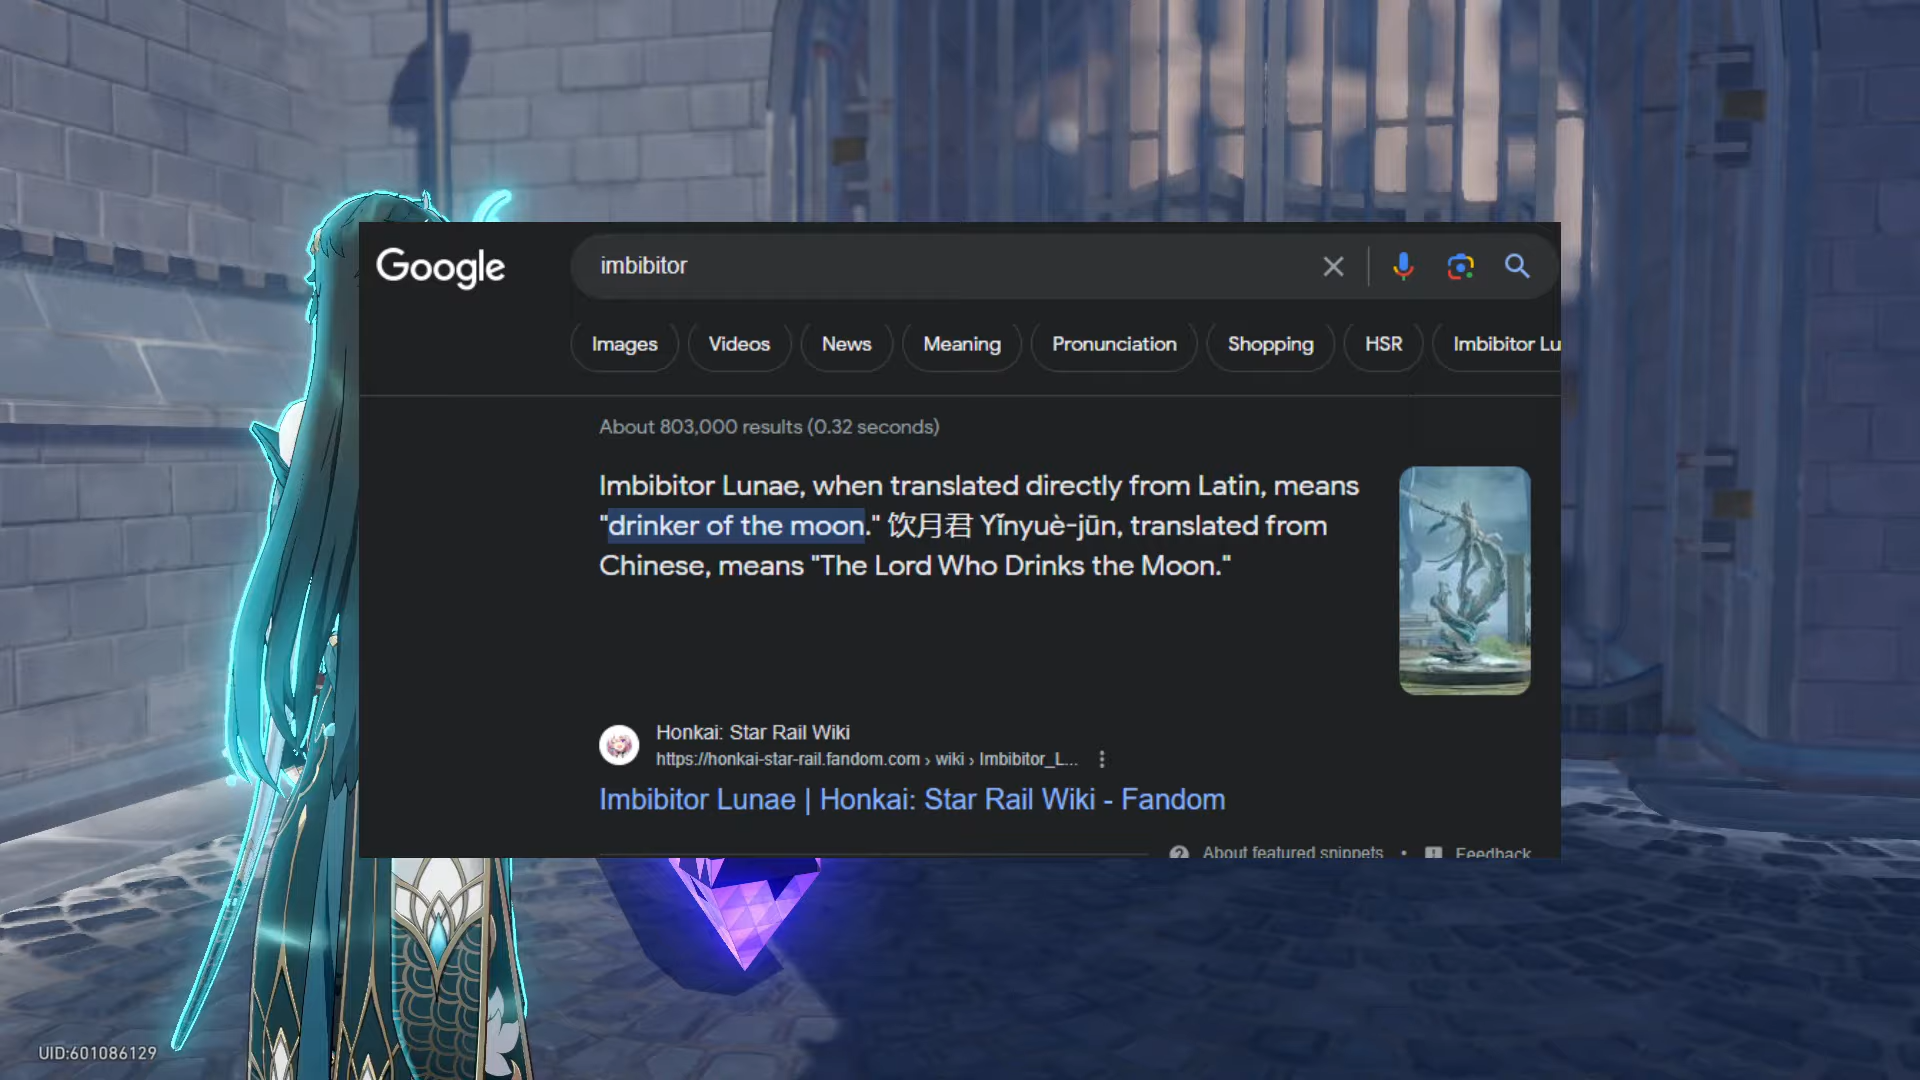 Google
imbibitor
Images Videos News Meaning Pronunciation Shopping HSR Imbibitor Lu
About 803,000 results (0.32 seconds)
Imbibitor Lunae, when translated directly from Latin, means
"drinker of the moon." 饮月君 Yǐnyuè-jūn, translated from
Chinese, means "The Lord Who Drinks the Moon."
Honkai: Star Rail Wiki
https://honkai-star-rail.fandom.com › wiki › Imbibitor_L...
Imbibitor Lunae | Honkai: Star Rail Wiki - Fandom
About featured snippets • Feedback
UID:601086129